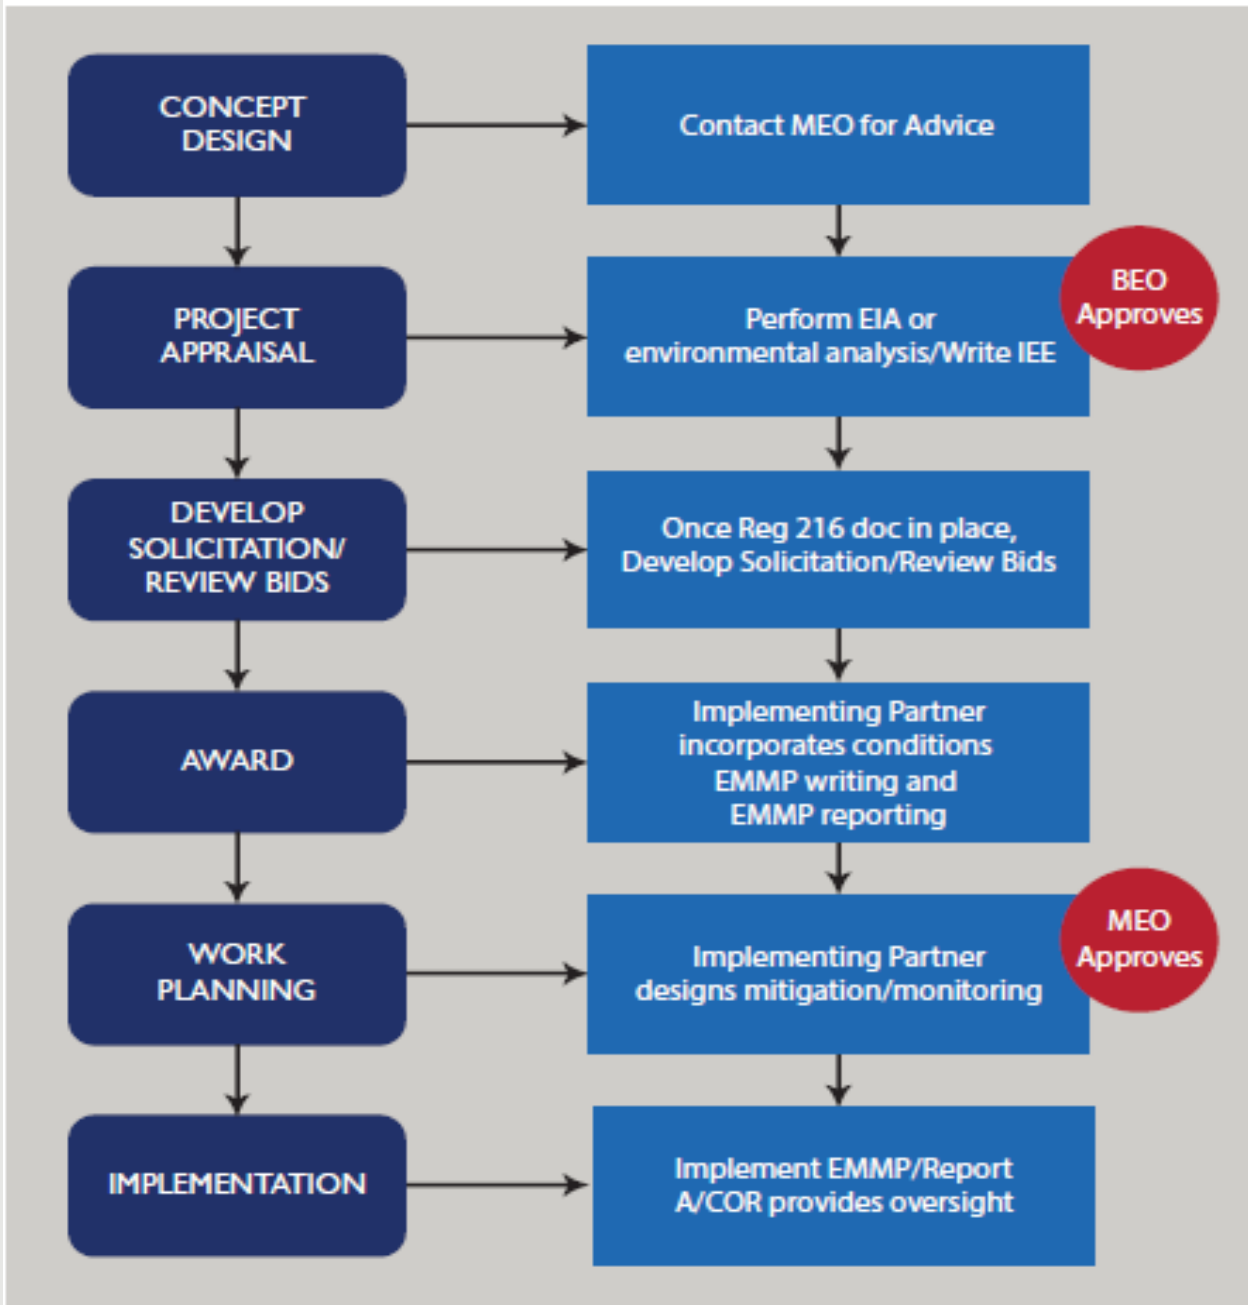 CONCEPT
DESIGN
Contact MEO for Advice
PROJECT
APPRAISAL
Perform EIA or
environmental analysis/Write IEE
BEO
Approves
DEVELOP
SOLICITATION/
REVIEW BIDS
Once Reg 216 doc in place,
Develop Solicitation/Review Bids
AWARD
Implementing Partner
incorporates conditions
EMMP writing and
EMMP reporting
WORK
PLANNING
Implementing Partner
designs mitigation/monitoring
MEO
Approves
IMPLEMENTATION
Implement EMMP/Report
A/COR provides oversight